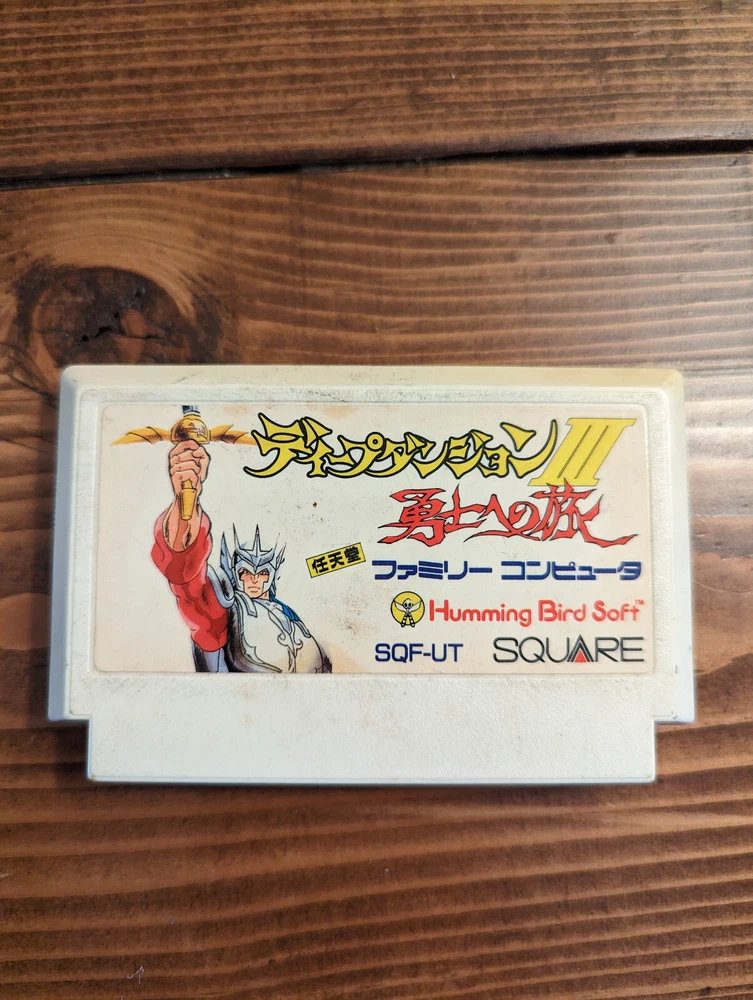 ディープダンジョンIII
勇士への旅
任天堂 ファミリーコンピュータ
Humming Bird Soft™
SQF-UT SQUARE